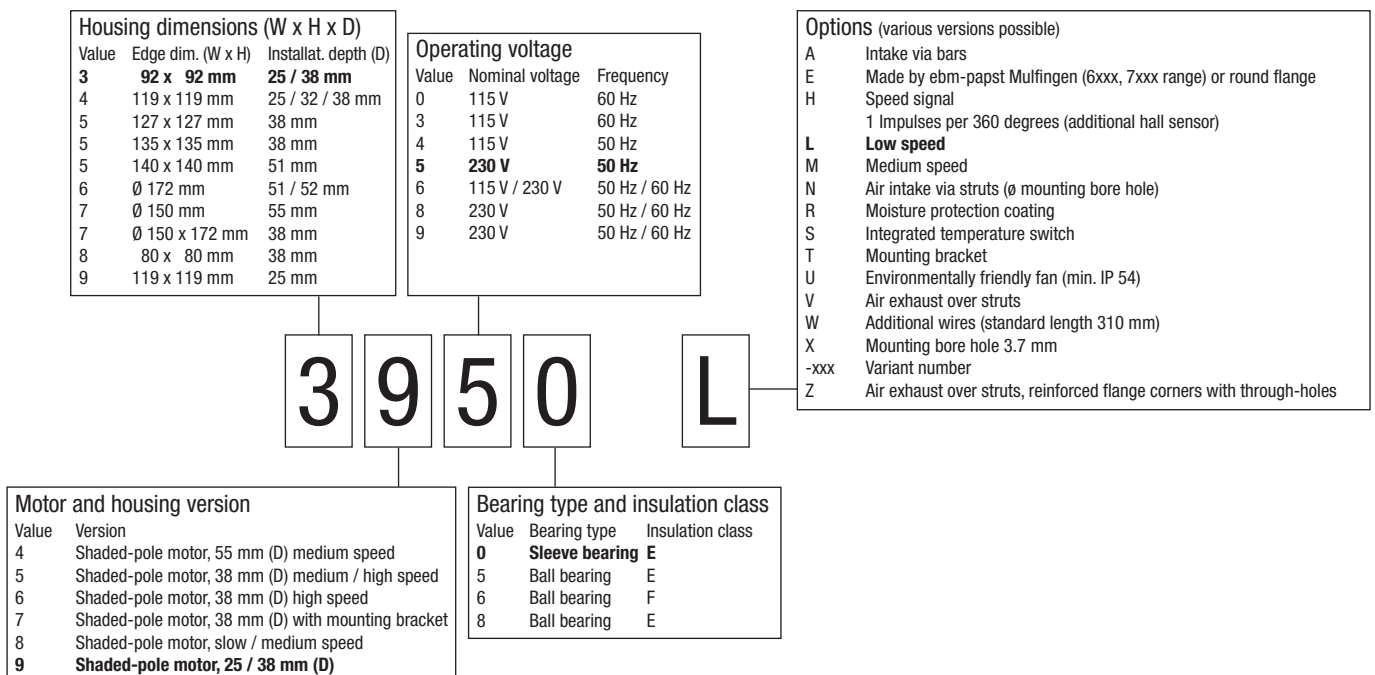 Housing dimensions (W x H x D)
Value Edge dim. (W x H) Installat. depth (D)
3 92 x 92 mm 25 / 38 mm
4 119 x 119 mm 25 / 32 / 38 mm
5 127 x 127 mm 38 mm
5 135 x 135 mm 38 mm
5 140 x 140 mm 51 mm
6 Ø 172 mm 51 / 52 mm
7 Ø 150 mm 55 mm
7 Ø 150 x 172 mm 38 mm
8 80 x 80 mm 38 mm
9 119 x 119 mm 25 mm
Operating voltage
Value Nominal voltage Frequency
0 115 V 60 Hz
3 115 V 60 Hz
4 115 V 50 Hz
5 230 V 50 Hz
6 115 V / 230 V 50 Hz / 60 Hz
8 230 V 50 Hz / 60 Hz
9 230 V 50 Hz / 60 Hz
Options (various versions possible)
A Intake via bars
E Made by ebm-papst Mulfingen (6xxx, 7xxx range) or round flange
H Speed signal
1 Impulses per 360 degrees (additional hall sensor)
L Low speed
M Medium speed
N Air intake via struts (ø mounting bore hole)
R Moisture protection coating
S Integrated temperature switch
T Mounting bracket
U Environmentally friendly fan (min. IP 54)
V Air exhaust over struts
W Additional wires (standard length 310 mm)
X Mounting bore hole 3.7 mm
-xxx Variant number
Z Air exhaust over struts, reinforced flange corners with through-holes
3 9 5 0 L
Motor and housing version
Value Version
4 Shaded-pole motor, 55 mm (D) medium speed
5 Shaded-pole motor, 38 mm (D) medium / high speed
6 Shaded-pole motor, 38 mm (D) high speed
7 Shaded-pole motor, 38 mm (D) with mounting bracket
8 Shaded-pole motor, slow / medium speed
9 Shaded-pole motor, 25 / 38 mm (D)
Bearing type and insulation class
Value Bearing type Insulation class
0 Sleeve bearing E
5 Ball bearing E
6 Ball bearing F
8 Ball bearing E